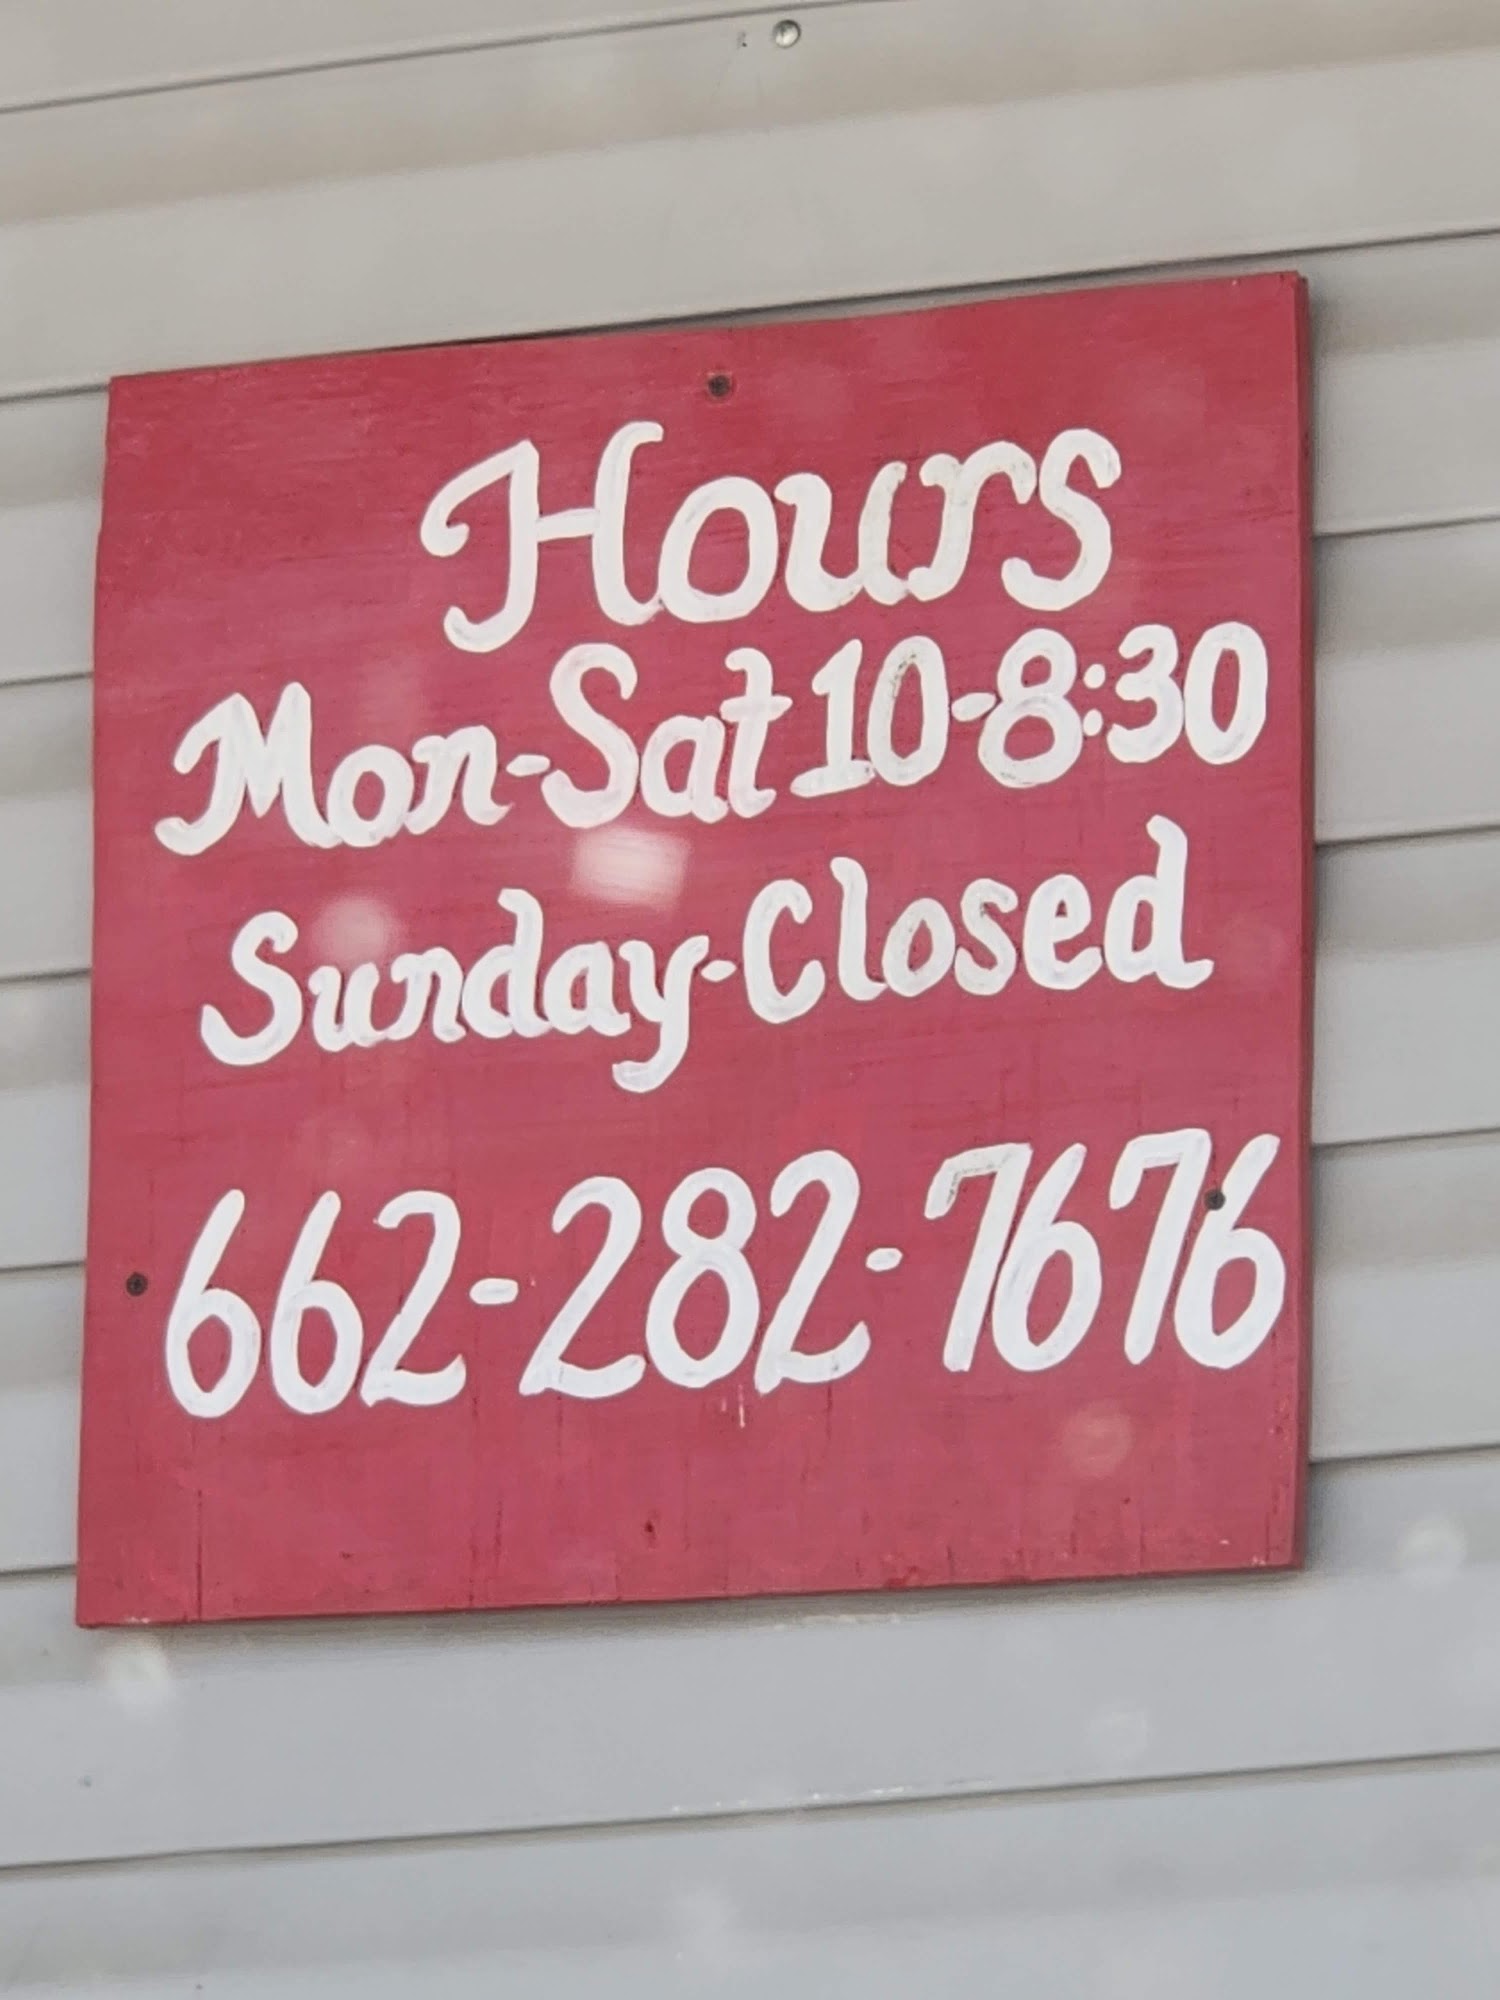 Hours
Mon-Sat 10-8:30
Sunday-Closed
662-282-7676